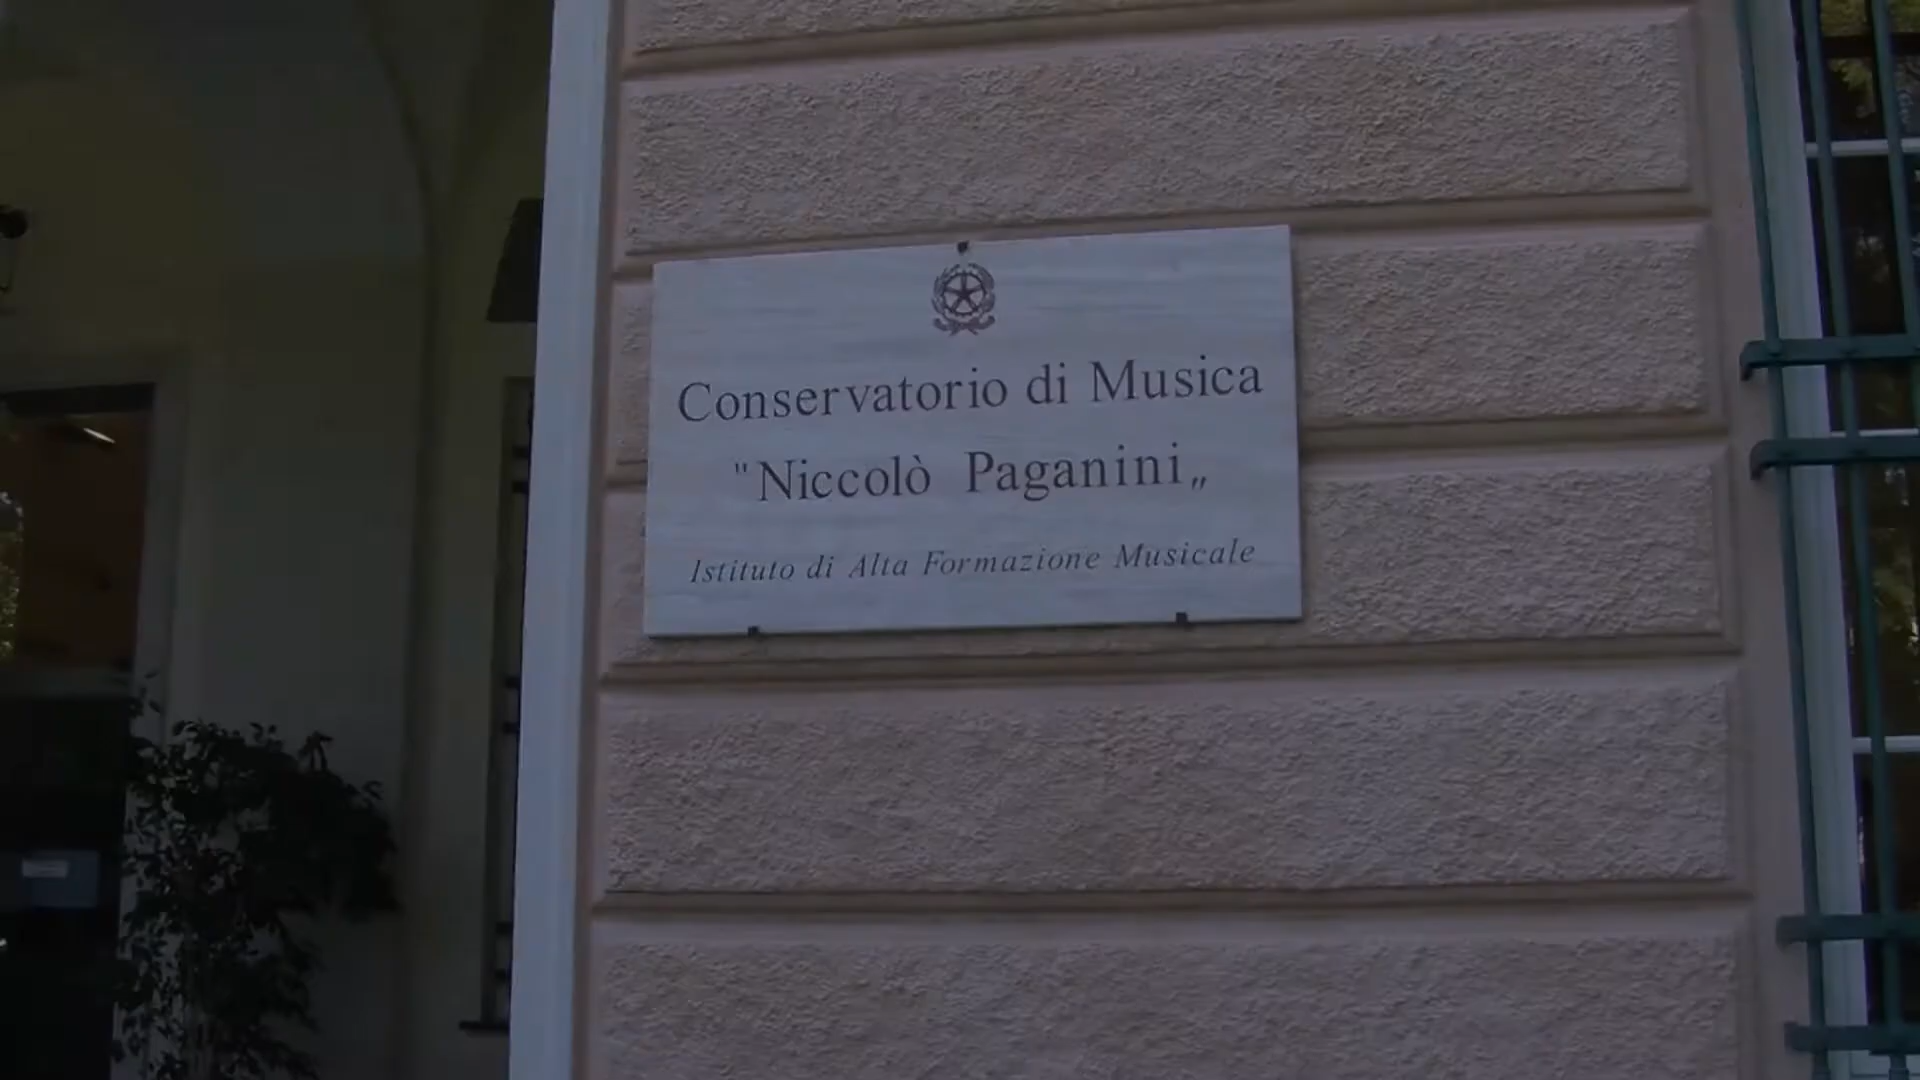 Conservatorio di Musica
"Niccolò Paganini„
Istituto di Alta Formazione Musicale